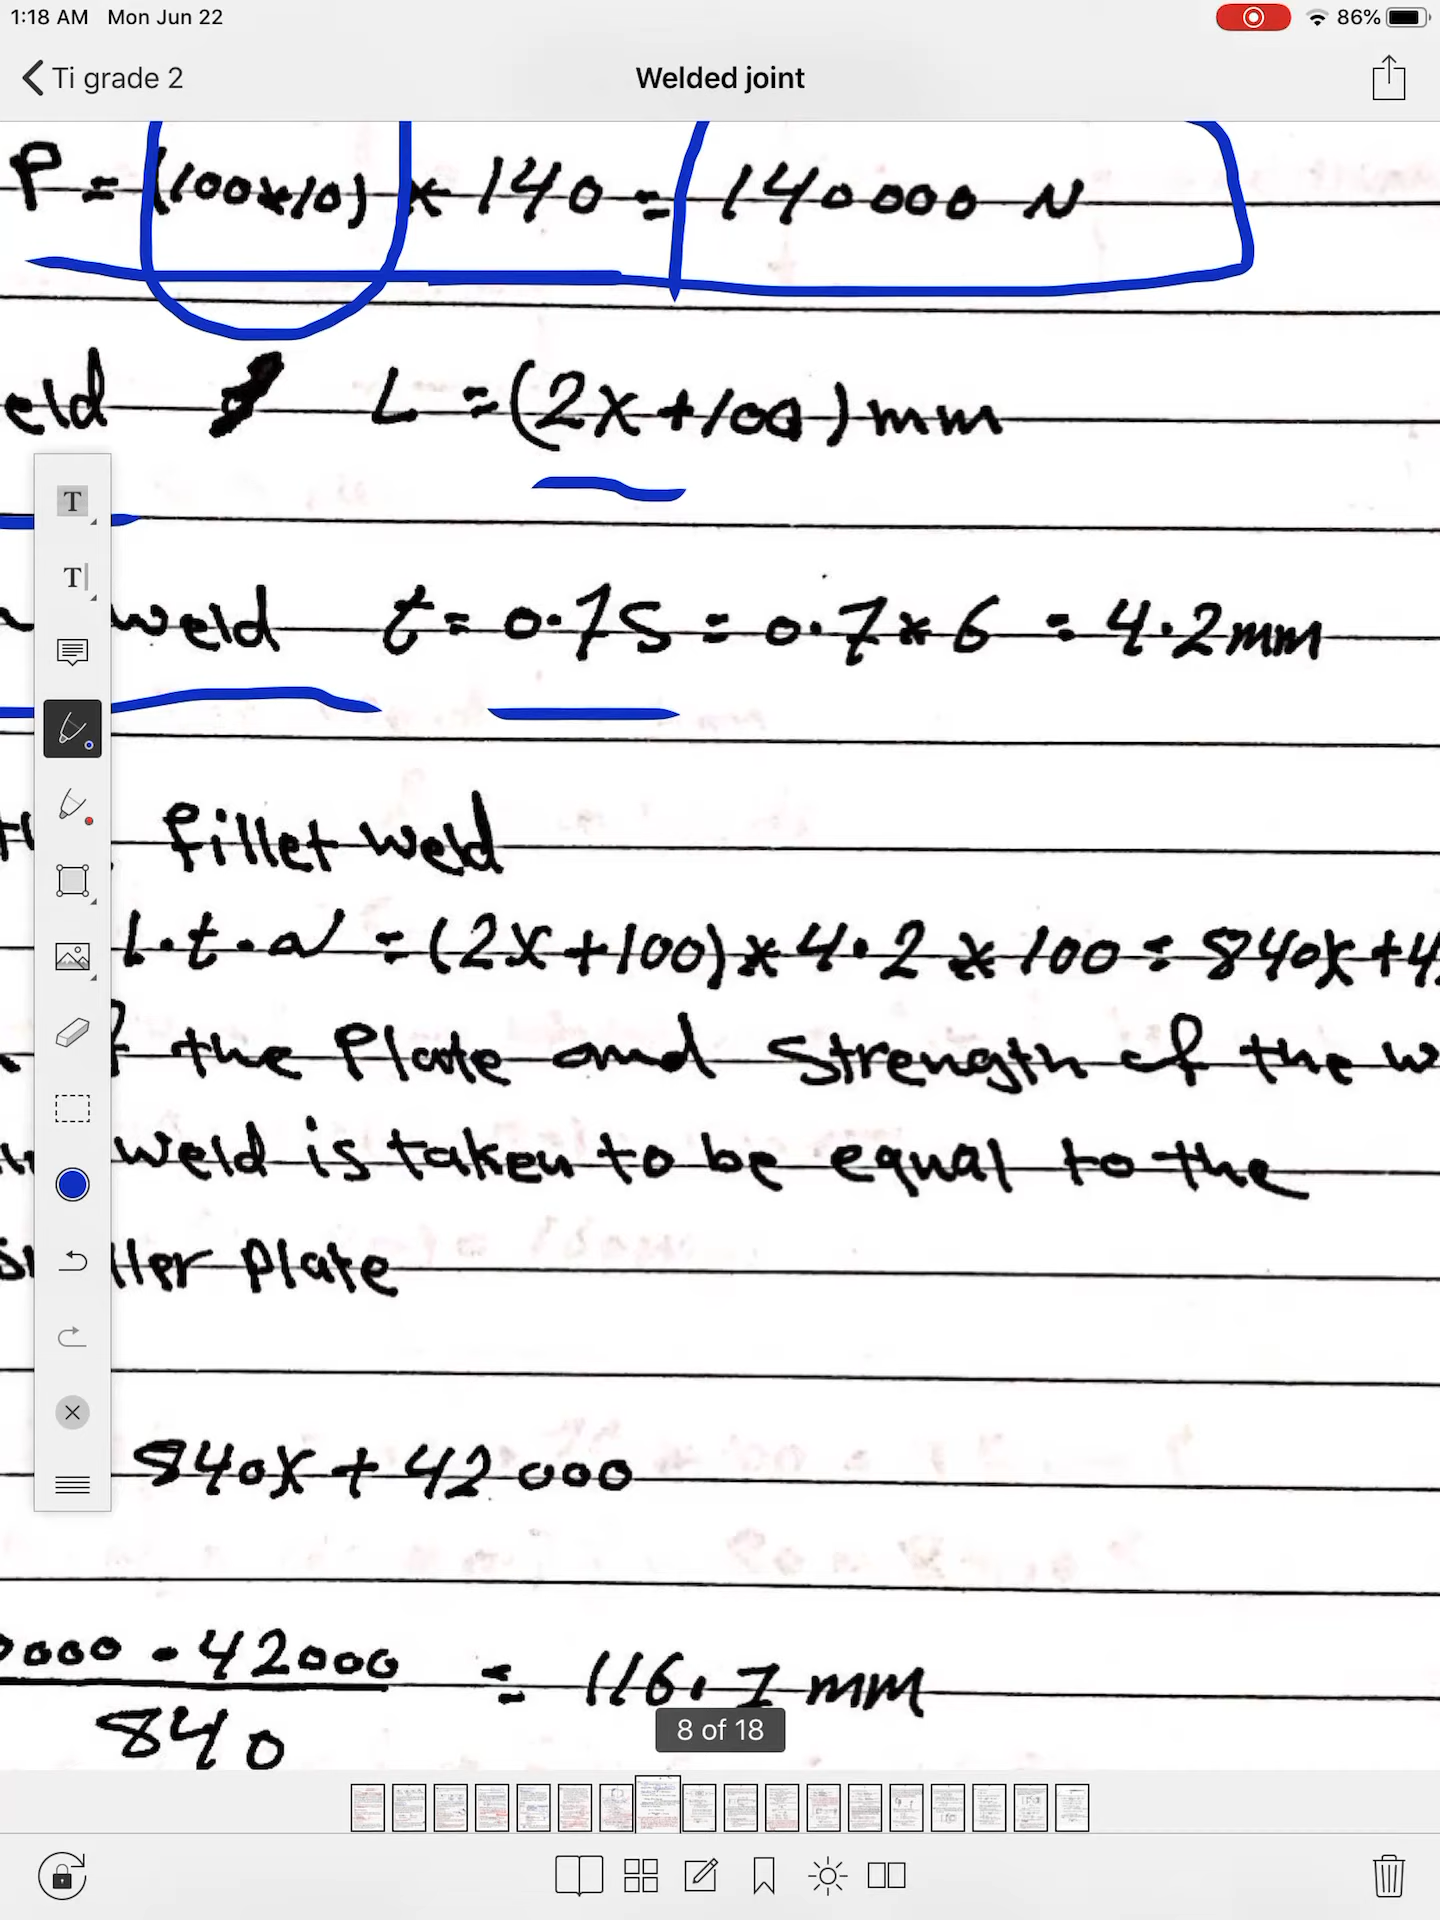 1:18 AM Mon Jun 22
86%
Ti grade 2
Welded joint
P = (100×10) × 140 = 140000 N
eld L = (2x+100) mm
weld t = 0.7S = 0.7×6 = 4.2mm
fillet weld
L.t. = (2x+100)×4.2×100 = 840x+4
the Plate and Strength of the w
weld is taken to be equal to the
ller Plate
840x + 42000
000 - 42000 = 116.7 mm
840
8 of 18